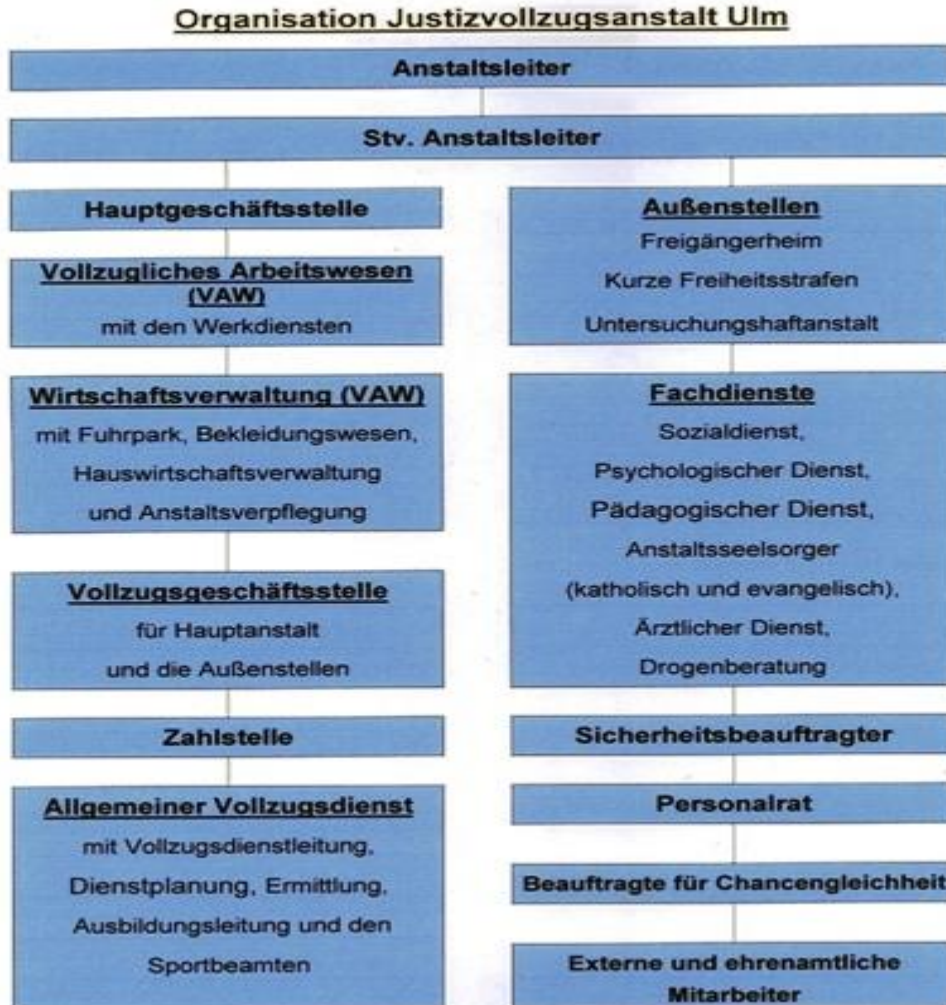 Organisation Justizvollzugsanstalt Ulm
Anstaltsleiter
Stv. Anstaltsleiter
Hauptgeschäftsstelle
Vollzugliches Arbeitswesen
(VAW)
mit den Werkdiensten
Wirtschaftsverwaltung (VAW)
mit Fuhrpark, Bekleidungswesen,
Hauswirtschaftsverwaltung
und Anstaltsverpflegung
Vollzugsgeschäftsstelle
für Hauptanstalt
und die Außenstellen
Zahlstelle
Allgemeiner Vollzugsdienst
mit Vollzugsdienstleitung,
Dienstplanung, Ermittlung,
Ausbildungsleitung und den
Sportbeamten
Außenstellen
Freigängerheim
Kurze Freiheitsstrafen
Untersuchungshaftanstalt
Fachdienste
Sozialdienst,
Psychologischer Dienst,
Pädagogischer Dienst,
Anstaltsseelsorger
(katholisch und evangelisch),
Ärztlicher Dienst,
Drogenberatung
Sicherheitsbeauftragter
Personalrat
Beauftragte für Chancengleichheit
Externe und ehrenamtliche
Mitarbeiter